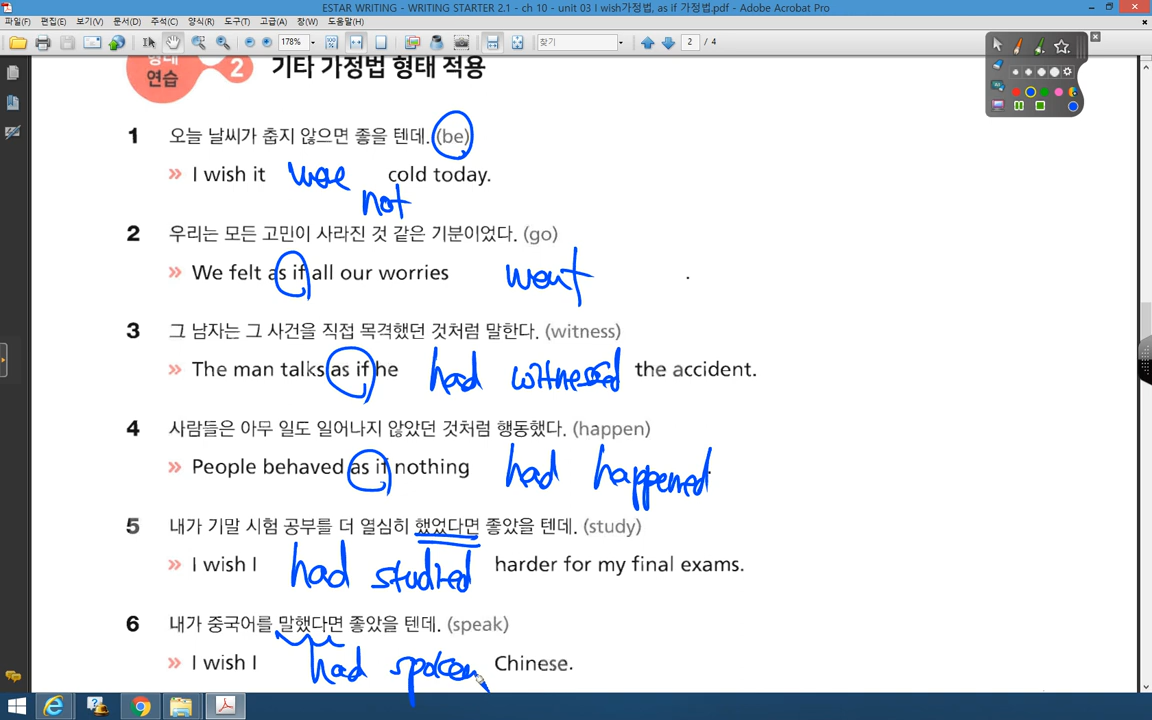 ESTAR WRITING - WRITING STARTER 2.1 - ch 10 - unit 03 I wish가정법, as if 가정법.pdf - Adobe Acrobat Pro
파일(F) 편집(E) 보기(V) 문서(D) 주석(C) 양식(R) 도구(T) 고급(A) 창(W) 도움말(H)
178% 찾기 2 / 4
형태
연습 2 기타 가정법 형태 적용
1 오늘 날씨가 춥지 않으면 좋을 텐데. (be)
» I wish it were cold today.
not
2 우리는 모든 고민이 사라진 것 같은 기분이었다. (go)
» We felt as if all our worries went .
3 그 남자는 그 사건을 직접 목격했던 것처럼 말한다. (witness)
» The man talks as if he had witnessed the accident.
4 사람들은 아무 일도 일어나지 않았던 것처럼 행동했다. (happen)
» People behaved as if nothing had happened
5 내가 기말 시험 공부를 더 열심히 했었다면 좋았을 텐데. (study)
» I wish I had studied harder for my final exams.
6 내가 중국어를 말했다면 좋았을 텐데. (speak)
» I wish I had spoken Chinese.